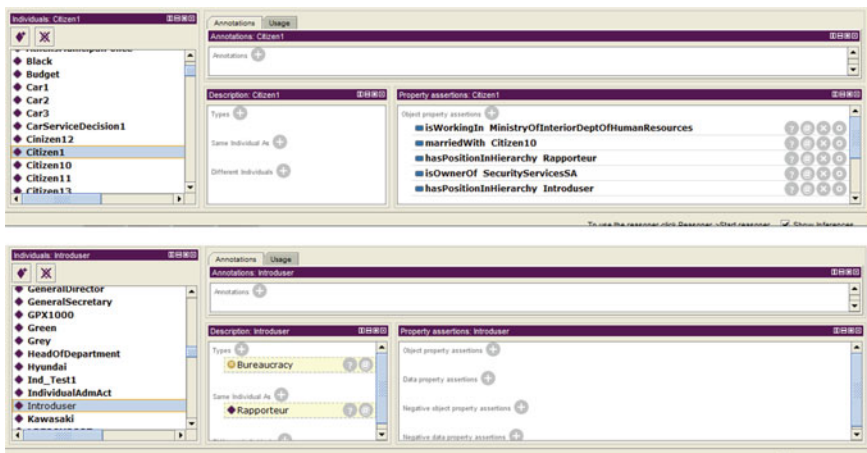 Individuals: Citizen1
Annotations Usage
Annotations: Citizen1
Annotations
Black
Budget
Car1
Car2
Car3
CarServiceDecision1
Cinizen12
Citizen1
Citizen10
Citizen11
Citizen13
Description: Citizen1
Types
Same Individual As
Different Individuals
Property assertions: Citizen1
Object property assertions
isWorkingIn MinistryOfInteriorDeptOfHumanResources
marriedWith Citizen10
hasPositionInHierarchy Rapporteur
isOwnerOf SecurityServicesSA
hasPositionInHierarchy Introduser
To use the reasoner click Reasoner->Start reasoner Show Inferences
Individuals: Introduser
Annotations Usage
Annotations: Introduser
Annotations
GeneralDirector
GeneralSecretary
GPX1000
Green
Grey
HeadOfDepartment
Hyundai
Ind_Test1
IndividualAdmAct
Introduser
Kawasaki
Description: Introduser
Types
Bureaucracy
Same Individual As
Rapporteur
Property assertions: Introduser
Object property assertions
Data property assertions
Negative object property assertions
Negative data property assertions